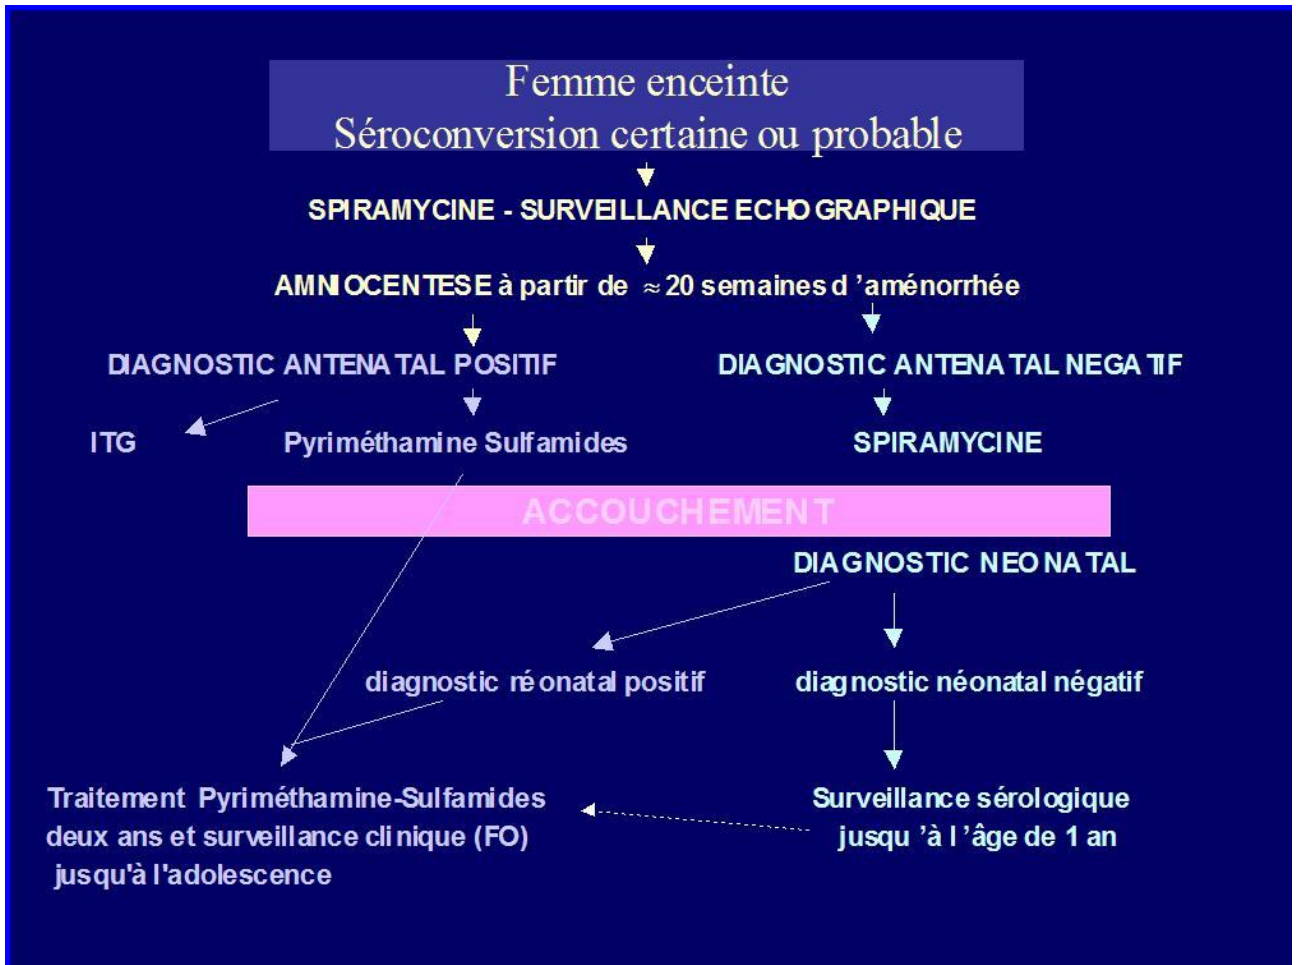 Femme enceinte
Séroconversion certaine ou probable
SPIRAMYCINE - SURVEILLANCE ECHOGRAPHIQUE
AMNIOCENTESE à partir de ≈ 20 semaines d ’aménorrhée
DIAGNOSTIC ANTENATAL POSITIF
DIAGNOSTIC ANTENATAL NEGATIF
ITG
Pyriméthamine Sulfamides
SPIRAMYCINE
ACCOUCHEMENT
DIAGNOSTIC NEONATAL
diagnostic néonatal positif
diagnostic néonatal négatif
Traitement Pyriméthamine-Sulfamides
deux ans et surveillance clinique (FO)
jusqu'à l'adolescence
Surveillance sérologique
jusqu ’à l ’âge de 1 an